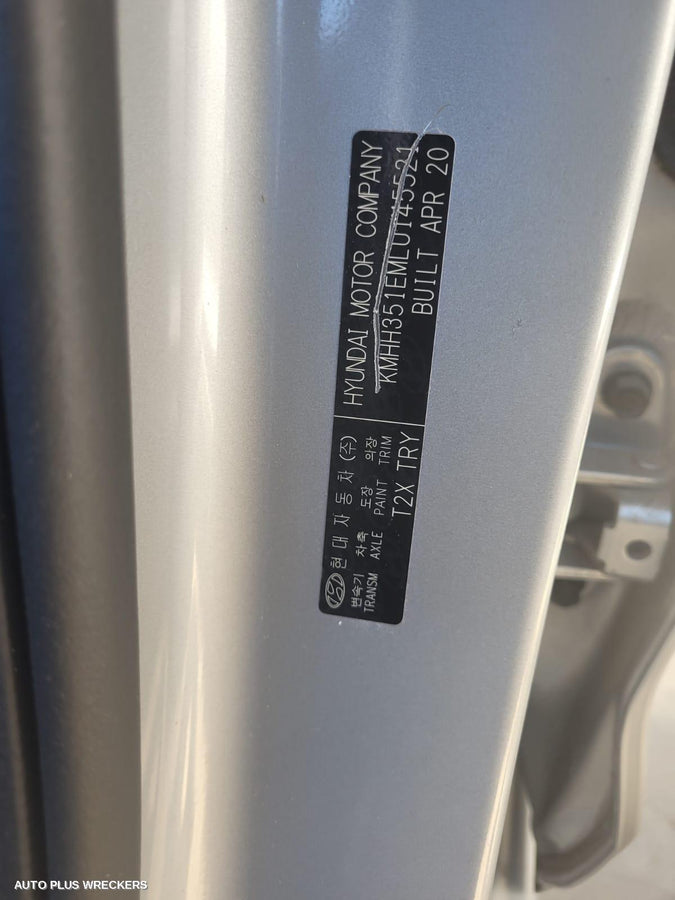 현대자동차(주)
HYUNDAI MOTOR COMPANY
변속기 차축 도장 의장
TRANSM AXLE PAINT TRIM
KMHH351EMLU145521
T2X TRY
BUILT APR 20
AUTO PLUS WRECKERS